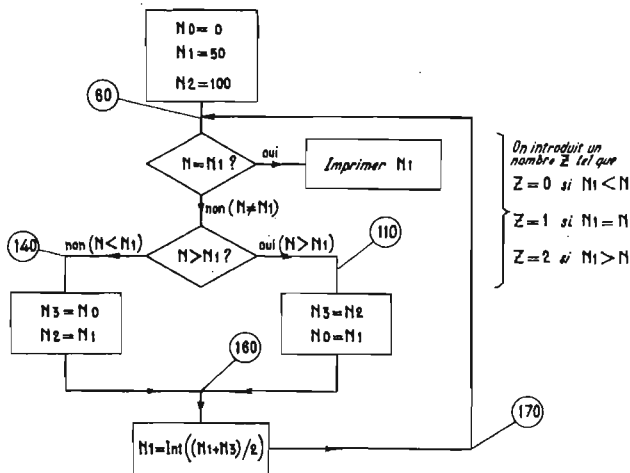 N0=0
N1=50
N2=100
60
N=N1?
oui
Imprimer N1
non (N≠N1)
On introduit un
nombre Z tel que
Z=0 si N1<N
Z=1 si N1=N
Z=2 si N1>N
140
non (N<N1)
N>N1?
oui (N>N1)
110
N3=N0
N2=N1
N3=N2
N0=N1
160
170
N1=Int((N1+N3)/2)